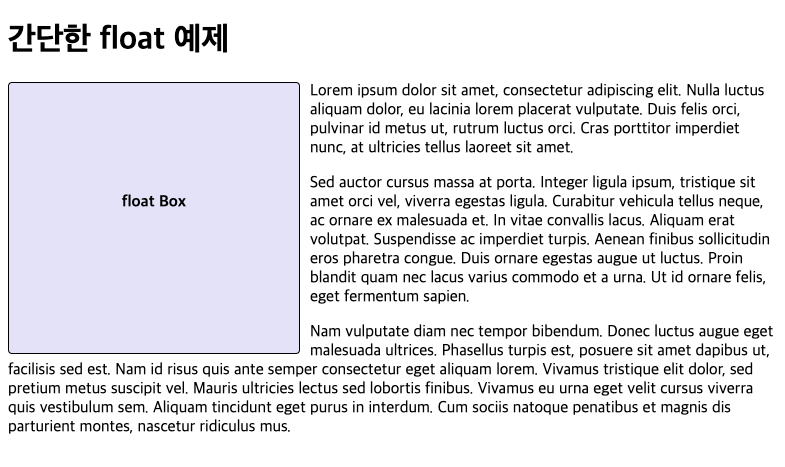 간단한 float 예제
float Box
Lorem ipsum dolor sit amet, consectetur adipiscing elit. Nulla luctus
aliquam dolor, eu lacinia lorem placerat vulputate. Duis felis orci,
pulvinar id metus ut, rutrum luctus orci. Cras porttitor imperdiet
nunc, at ultricies tellus laoreet sit amet.
Sed auctor cursus massa at porta. Integer ligula ipsum, tristique sit
amet orci vel, viverra egestas ligula. Curabitur vehicula tellus neque,
ac ornare ex malesuada et. In vitae convallis lacus. Aliquam erat
volutpat. Suspendisse ac imperdiet turpis. Aenean finibus sollicitudin
eros pharetra congue. Duis ornare egestas augue ut luctus. Proin
blandit quam nec lacus varius commodo et a urna. Ut id ornare felis,
eget fermentum sapien.
Nam vulputate diam nec tempor bibendum. Donec luctus augue eget
malesuada ultrices. Phasellus turpis est, posuere sit amet dapibus ut,
facilisis sed est. Nam id risus quis ante semper consectetur eget aliquam lorem. Vivamus tristique elit dolor, sed
pretium metus suscipit vel. Mauris ultricies lectus sed lobortis finibus. Vivamus eu urna eget velit cursus viverra
quis vestibulum sem. Aliquam tincidunt eget purus in interdum. Cum sociis natoque penatibus et magnis dis
parturient montes, nascetur ridiculus mus.